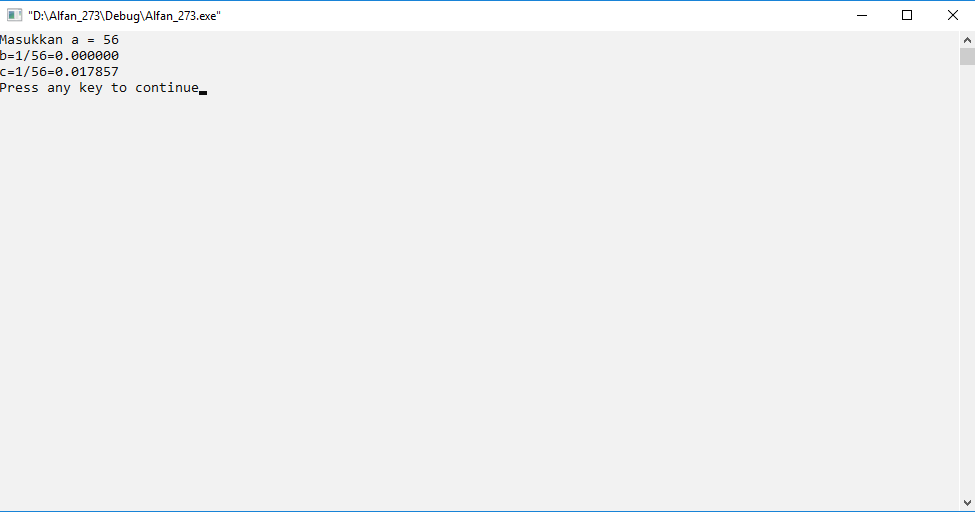 "D:\Alfan_273\Debug\Alfan_273.exe"
Masukkan a = 56
b=1/56=0.000000
c=1/56=0.017857
Press any key to continue